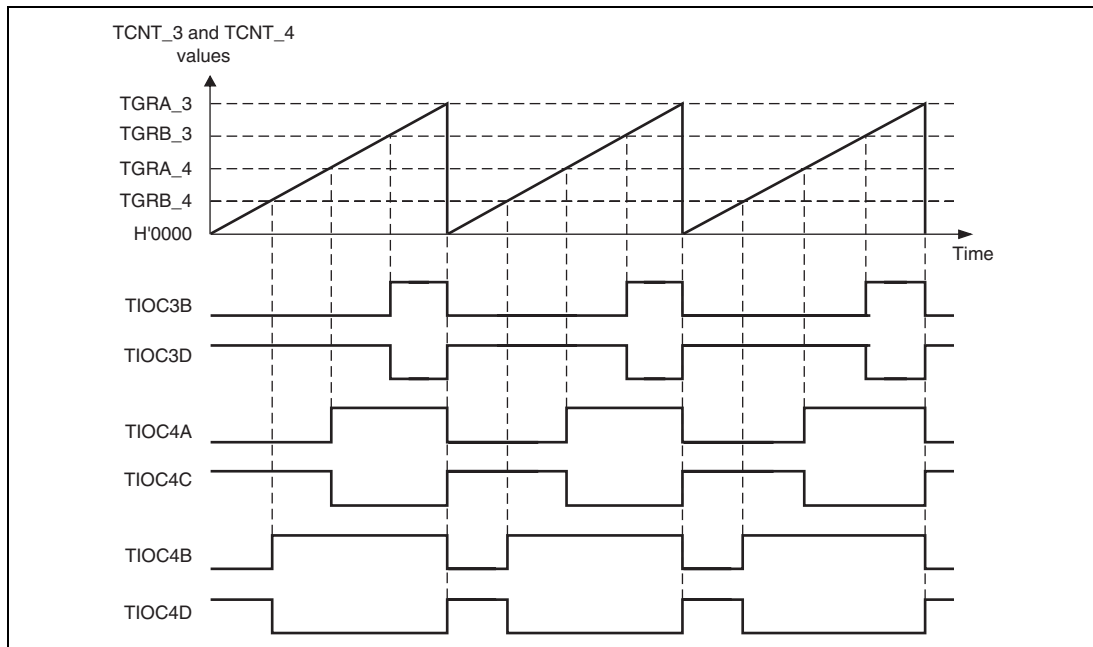 TCNT_3 and TCNT_4
values
TGRA_3
TGRB_3
TGRA_4
TGRB_4
H'0000
Time
TIOC3B
TIOC3D
TIOC4A
TIOC4C
TIOC4B
TIOC4D